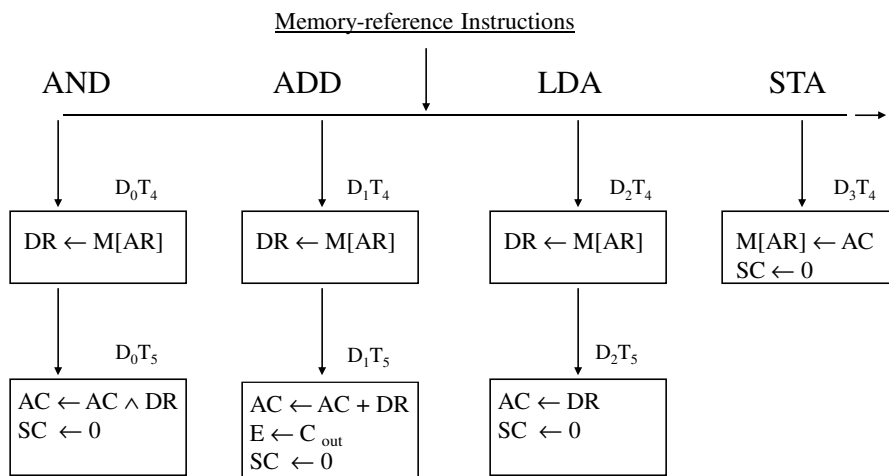 Memory-reference Instructions
AND ADD LDA STA
D₀T₄ D₁T₄ D₂T₄ D₃T₄
DR ← M[AR] DR ← M[AR] DR ← M[AR] M[AR] ← AC
SC ← 0
D₀T₅ D₁T₅ D₂T₅
AC ← AC ∧ DR AC ← AC + DR AC ← DR
SC ← 0 E ← C out SC ← 0
SC ← 0